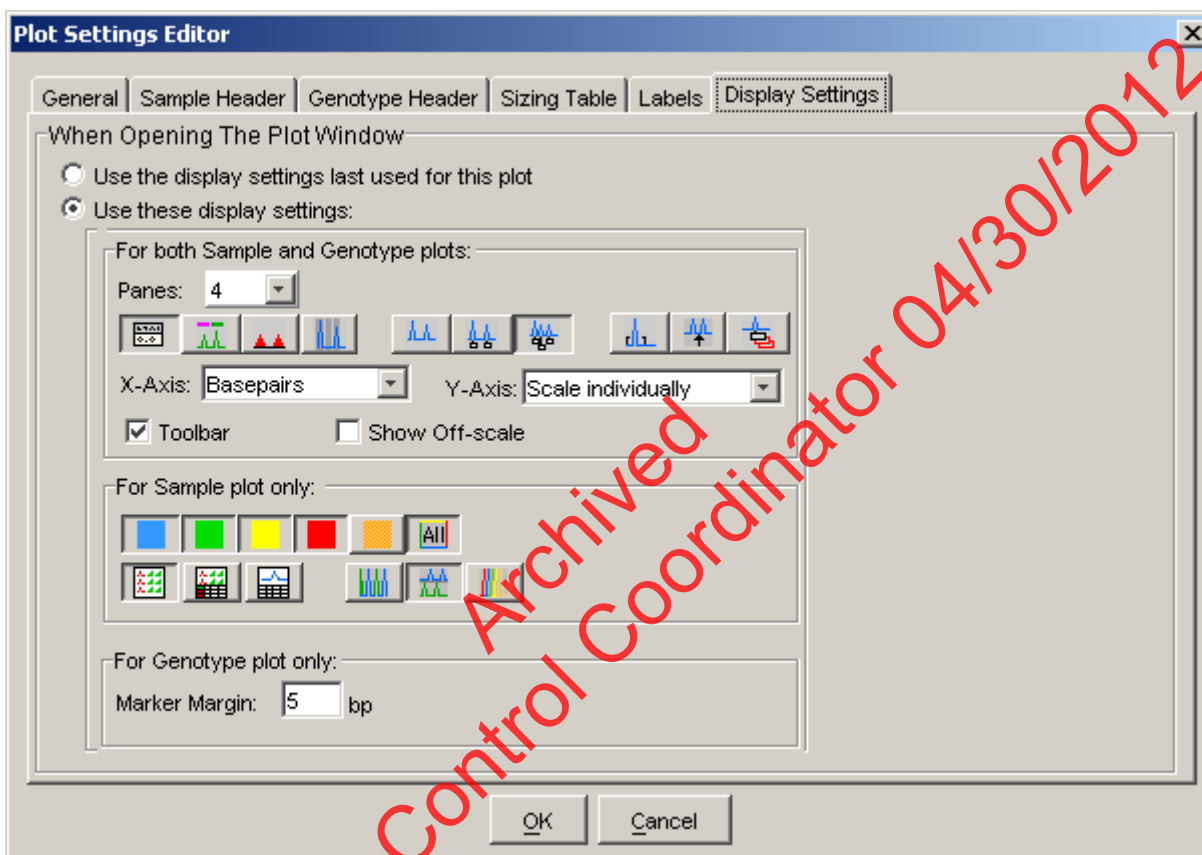 Plot Settings Editor
General Sample Header Genotype Header Sizing Table Labels Display Settings
When Opening The Plot Window
Use the display settings last used for this plot
Use these display settings:
For both Sample and Genotype plots:
Panes: 4
X-Axis: Basepairs Y-Axis: Scale individually
Toolbar Show Off-scale
For Sample plot only:
All
For Genotype plot only:
Marker Margin: 5 bp
OK Cancel
Archived
Control Coordinator 04/30/2012